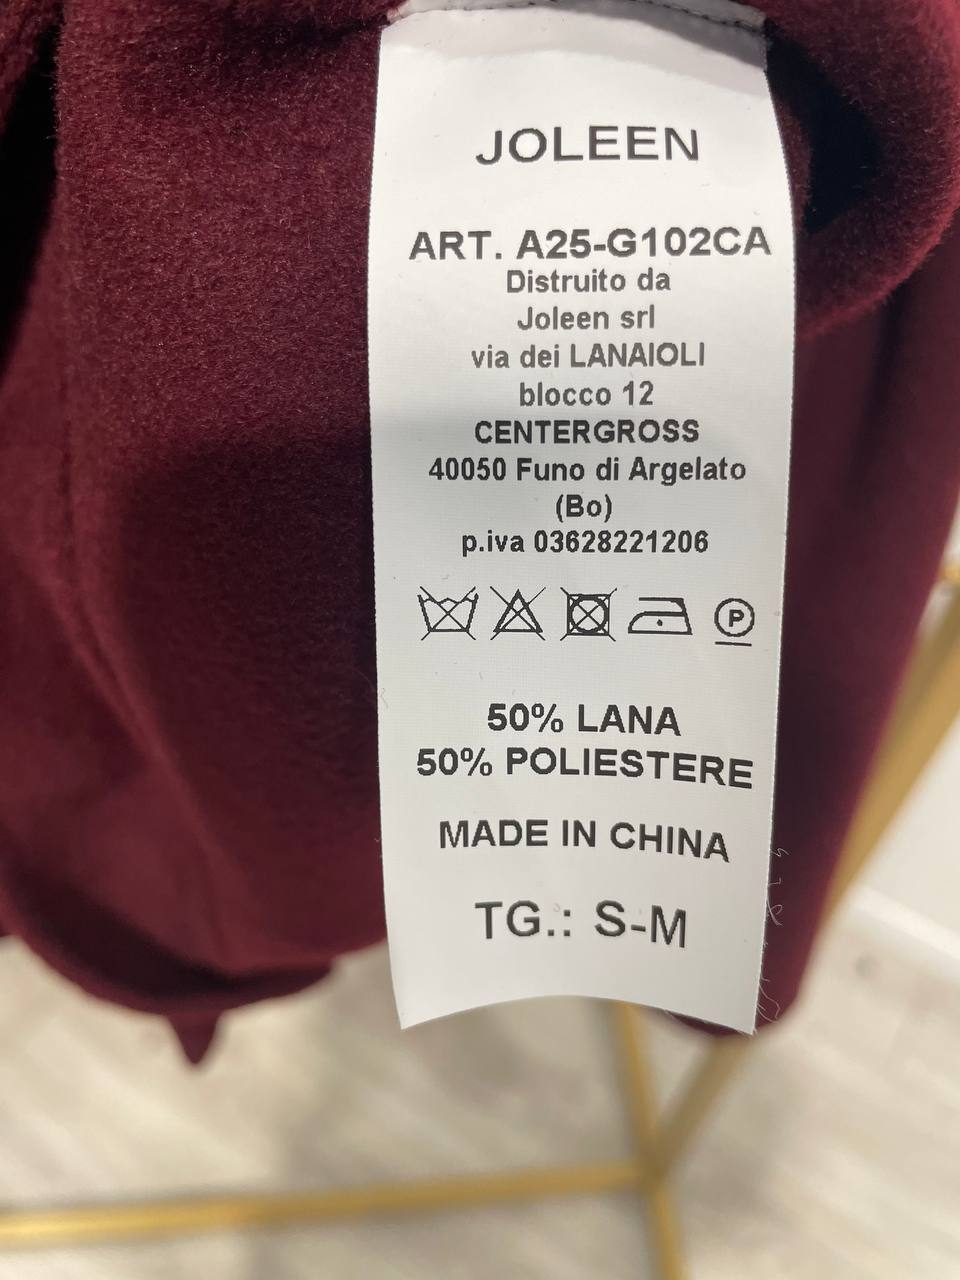 JOLEEN
ART. A25-G102CA
Distruito da
Joleen srl
via dei LANAIOLI
blocco 12
CENTERGROSS
40050 Funo di Argelato
(Bo)
p.iva 03628221206
P
50% LANA
50% POLIESTERE
MADE IN CHINA
TG.: S-M